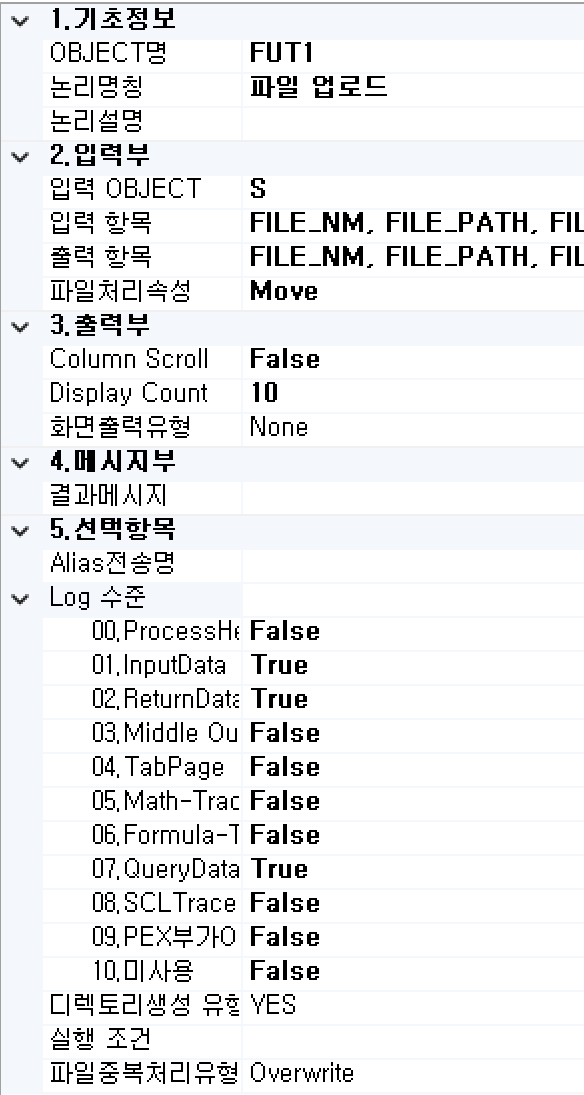 1.기초정보
OBJECT명 FUT1
논리명칭 파일 업로드
논리설명
2.입력부
입력 OBJECT S
입력 항목 FILE_NM, FILE_PATH, FIL
출력 항목 FILE_NM, FILE_PATH, FIL
파일처리속성 Move
3.출력부
Column Scroll False
Display Count 10
화면출력유형 None
4.메시지부
결과메시지
5.선택항목
Alias전송명
Log 수준
00.ProcessHe False
01.InputData True
02.ReturnData True
03.Middle Ou False
04.TabPage False
05.Math-Trac False
06.Formula-T False
07.QueryData True
08.SCLTrace False
09.PEX부가O False
10.미사용 False
디렉토리생성 유형 YES
실행 조건
파일중복처리유형 Overwrite